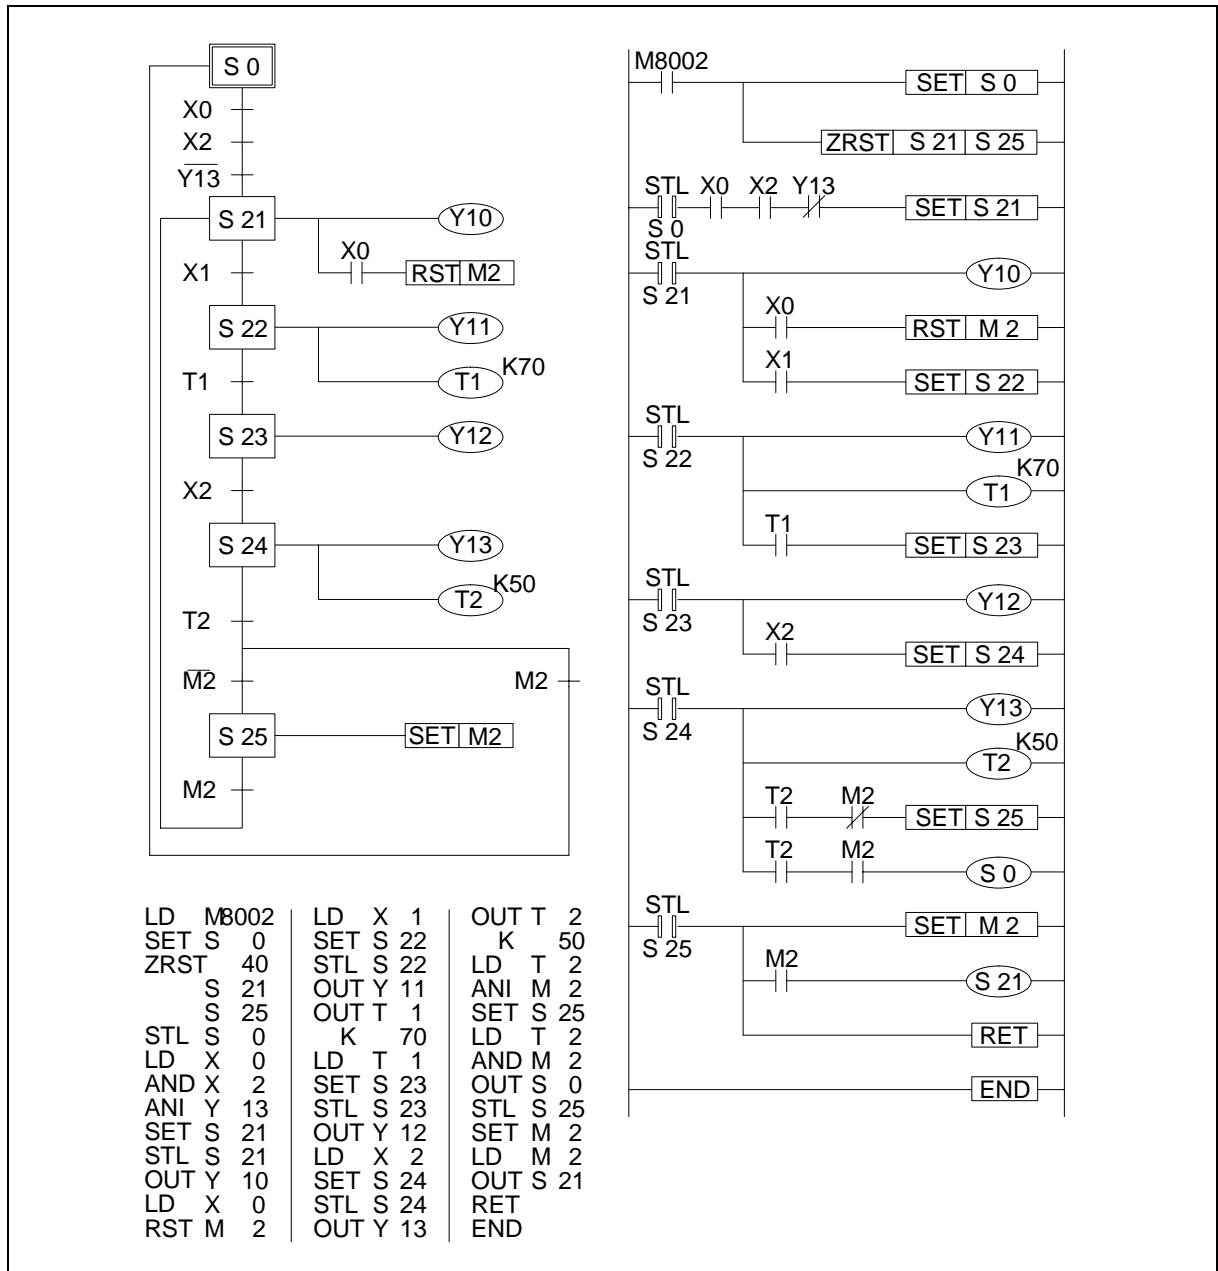 S 0
X0
X2
Y13
S 21
Y10
X0
RST M2
X1
S 22
Y11
T1
K70
T1
S 23
Y12
X2
S 24
Y13
T2
K50
T2
M2
M2
S 25
SET M2
M2
M8002
SET S 0
ZRST S 21 S 25
STL X0 X2 Y13
SET S 21
S 0
STL
Y10
S 21
X0
RST M 2
X1
SET S 22
STL
Y11
S 22
K70
T1
T1
SET S 23
STL
Y12
S 23
X2
SET S 24
STL
Y13
S 24
K50
T2
T2 M2
SET S 25
T2 M2
S 0
STL
SET M 2
S 25
M2
S 21
RET
END
LD M8002
SET S 0
ZRST 40
S 21
S 25
STL S 0
LD X 0
AND X 2
ANI Y 13
SET S 21
STL S 21
OUT Y 10
LD X 0
RST M 2
LD X 1
SET S 22
STL S 22
OUT Y 11
OUT T 1
K 70
LD T 1
SET S 23
STL S 23
OUT Y 12
LD X 2
SET S 24
STL S 24
OUT Y 13
OUT T 2
K 50
LD T 2
ANI M 2
SET S 25
LD T 2
AND M 2
OUT S 0
STL S 25
SET M 2
LD M 2
OUT S 21
RET
END